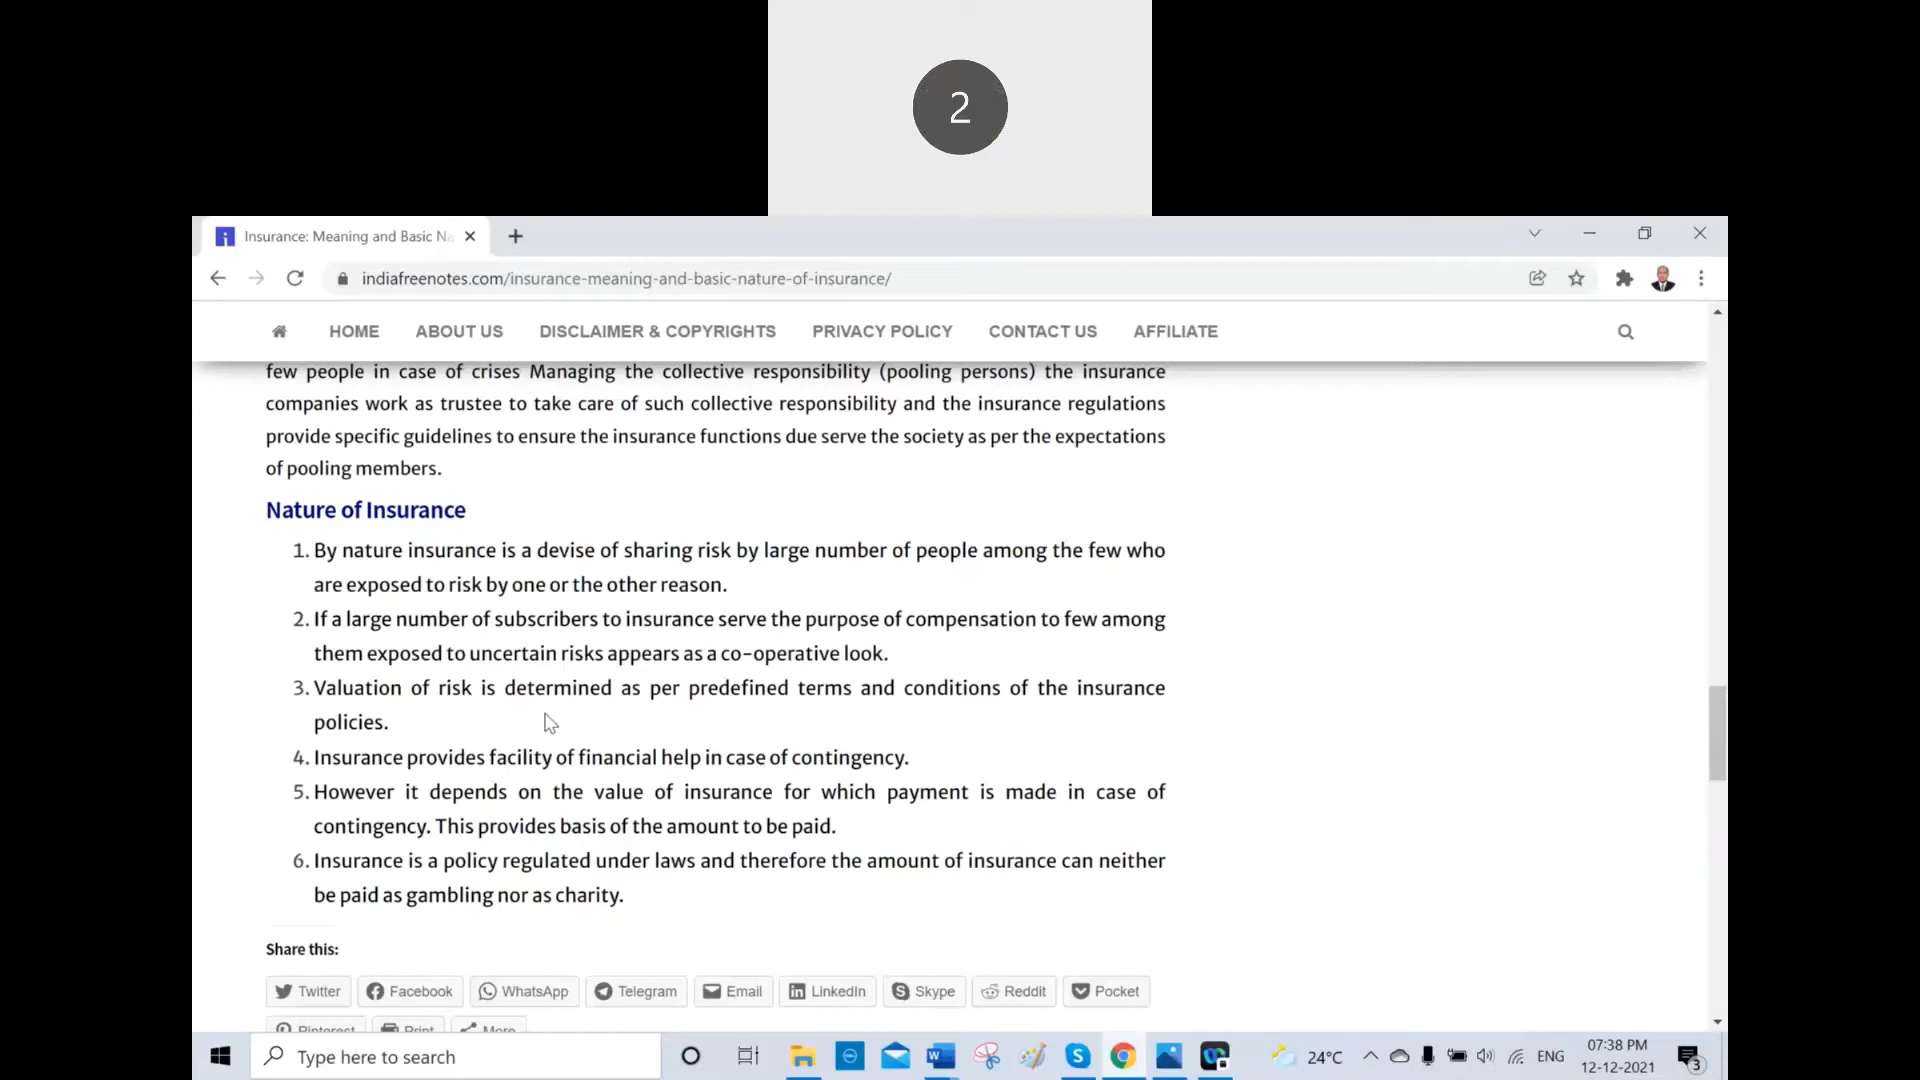 2
Insurance: Meaning and Basic Na
indiafreenotes.com/insurance-meaning-and-basic-nature-of-insurance/
HOME ABOUT US DISCLAIMER & COPYRIGHTS PRIVACY POLICY CONTACT US AFFILIATE
few people in case of crises Managing the collective responsibility (pooling persons) the insurance
companies work as trustee to take care of such collective responsibility and the insurance regulations
provide specific guidelines to ensure the insurance functions due serve the society as per the expectations
of pooling members.
Nature of Insurance
1. By nature insurance is a devise of sharing risk by large number of people among the few who
are exposed to risk by one or the other reason.
2. If a large number of subscribers to insurance serve the purpose of compensation to few among
them exposed to uncertain risks appears as a co-operative look.
3. Valuation of risk is determined as per predefined terms and conditions of the insurance
policies.
4. Insurance provides facility of financial help in case of contingency.
5. However it depends on the value of insurance for which payment is made in case of
contingency. This provides basis of the amount to be paid.
6. Insurance is a policy regulated under laws and therefore the amount of insurance can neither
be paid as gambling nor as charity.
Share this:
Twitter Facebook WhatsApp Telegram Email LinkedIn Skype Reddit Pocket
Pinterest Print More
Type here to search
24°C
ENG
07:38 PM
12-12-2021
3